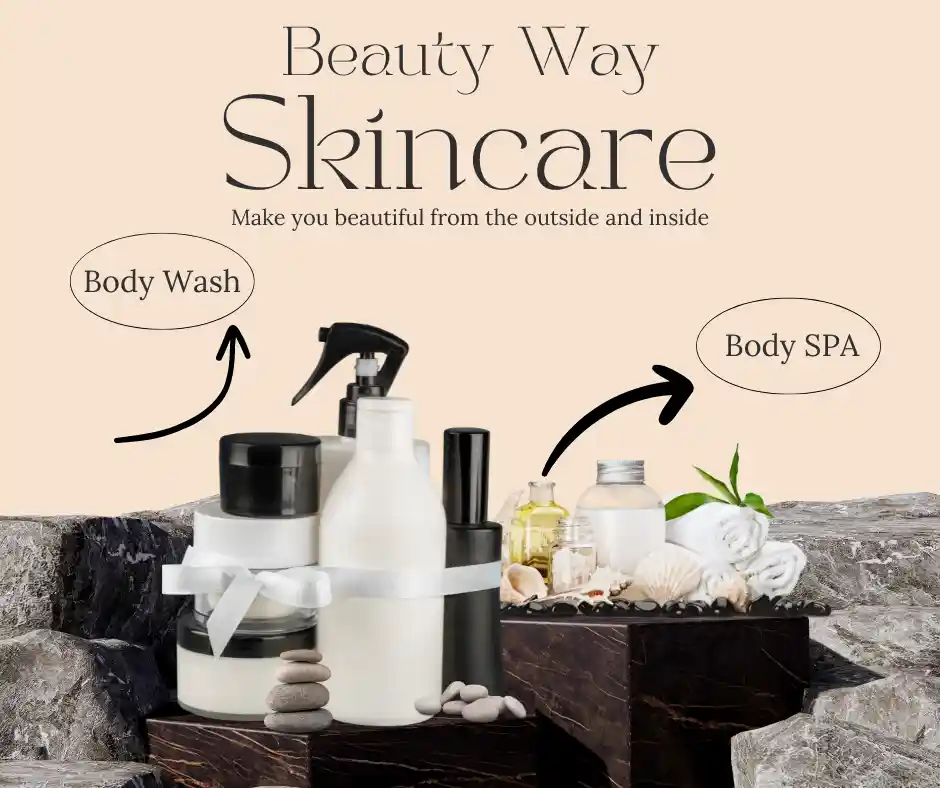 Beauty Way
Skincare
Make you beautiful from the outside and inside
Body Wash
Body SPA